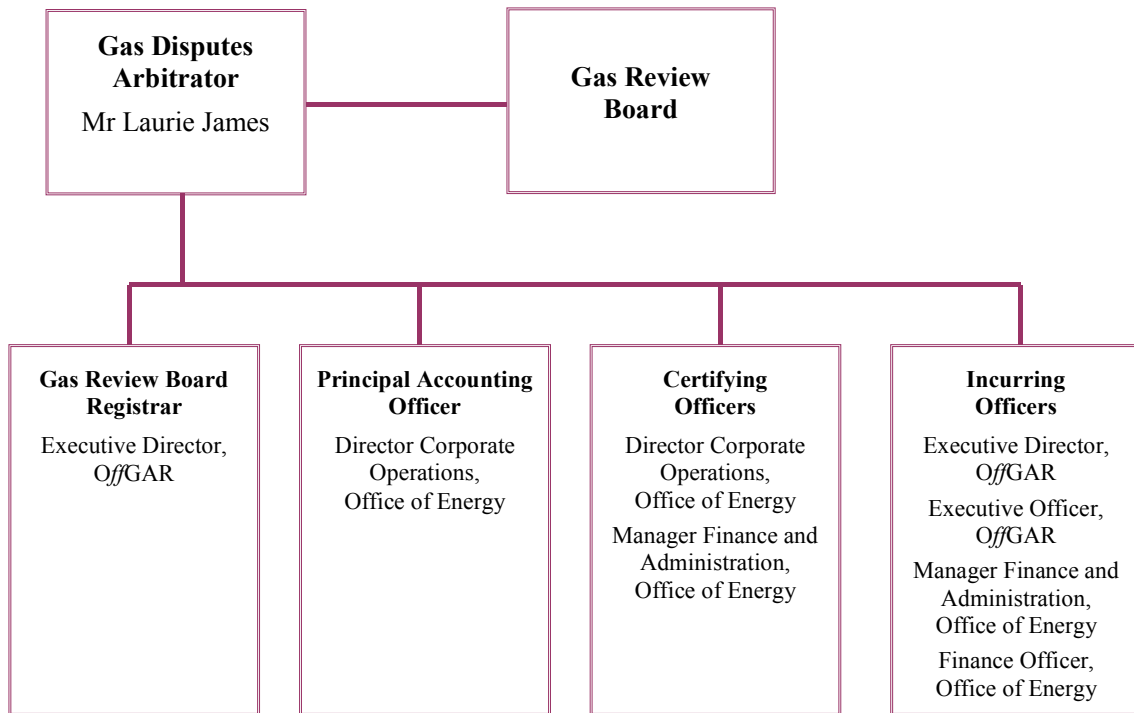 Gas Disputes
Arbitrator
Mr Laurie James
Gas Review
Board
Gas Review Board
Registrar
Executive Director,
OffGAR
Principal Accounting
Officer
Director Corporate
Operations,
Office of Energy
Certifying
Officers
Director Corporate
Operations,
Office of Energy
Manager Finance and
Administration,
Office of Energy
Incurring
Officers
Executive Director,
OffGAR
Executive Officer,
OffGAR
Manager Finance and
Administration,
Office of Energy
Finance Officer,
Office of Energy